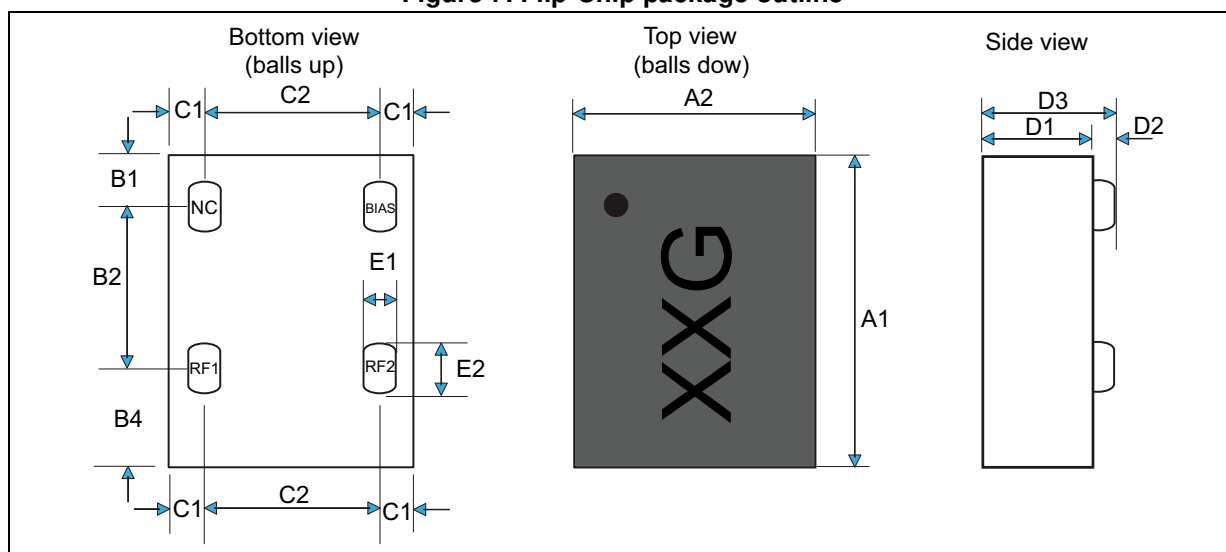 Figure Flip-Chip package outline
Bottom view
(balls up)
Top view
(balls dow)
Side view
C1
C2
C1
A2
D3
D1
D2
B1
NC
BIAS
B2
E1
XXG
A1
RF1
RF2
E2
B4
C1
C2
C1